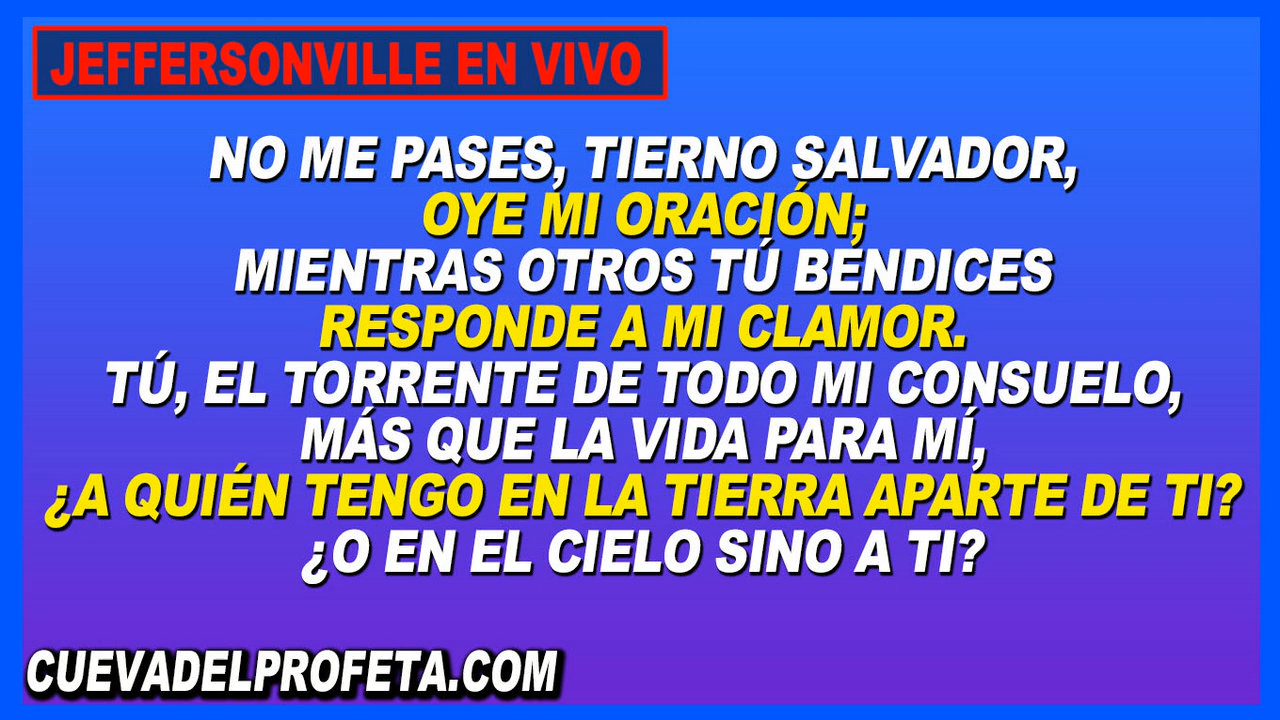 JEFFERSONVILLE EN VIVO
NO ME PASES, TIERNO SALVADOR,
OYE MI ORACIÓN;
MIENTRAS OTROS TÚ BENDICES
RESPONDE A MI CLAMOR.
TÚ, EL TORRENTE DE TODO MI CONSUELO,
MÁS QUE LA VIDA PARA MÍ,
¿A QUIÉN TENGO EN LA TIERRA APARTE DE TI?
¿O EN EL CIELO SINO A TI?
CUEVADELPROFETA.COM